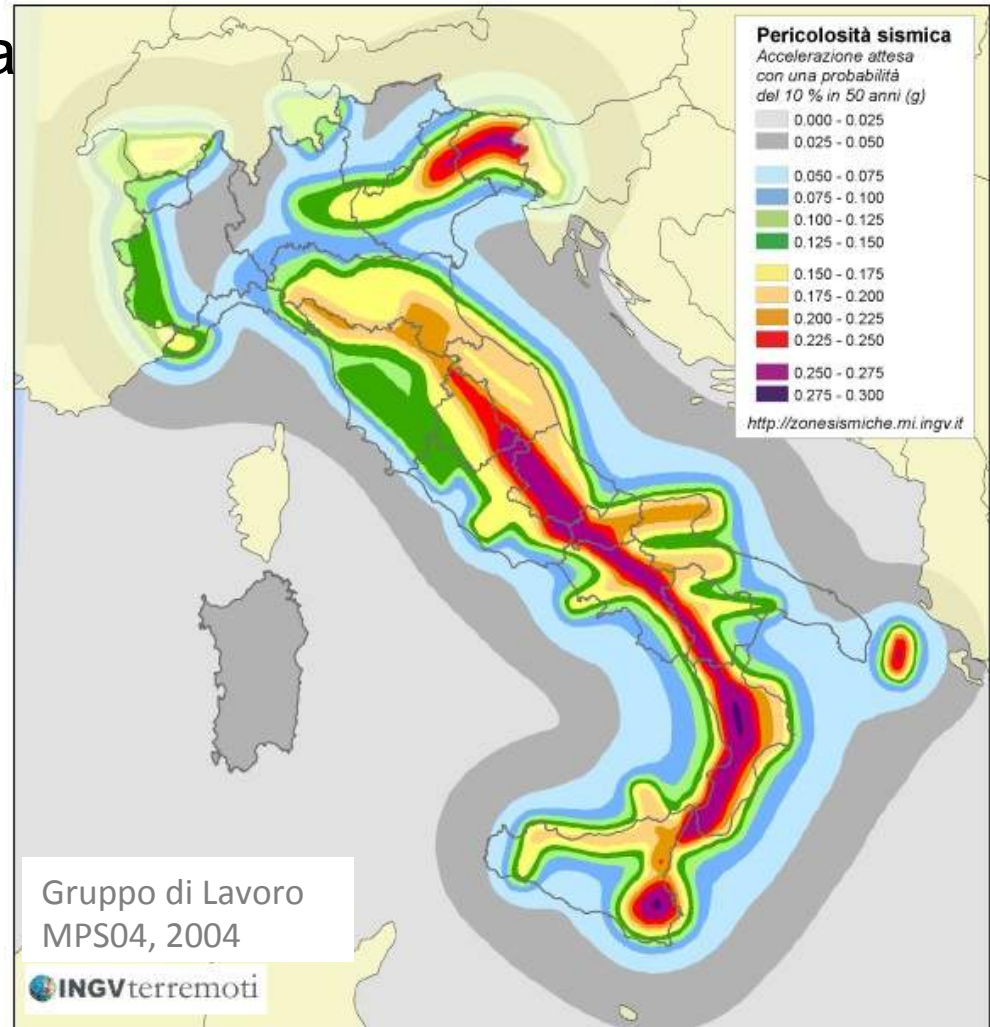 a
Pericolosità sismica
Accelerazione attesa
con una probabilità
del 10 % in 50 anni (g)
0.000 - 0.025
0.025 - 0.050
0.050 - 0.075
0.075 - 0.100
0.100 - 0.125
0.125 - 0.150
0.150 - 0.175
0.175 - 0.200
0.200 - 0.225
0.225 - 0.250
0.250 - 0.275
0.275 - 0.300
http://zonesismiche.mi.ingv.it
Gruppo di Lavoro
MPS04, 2004
INGVterremoti